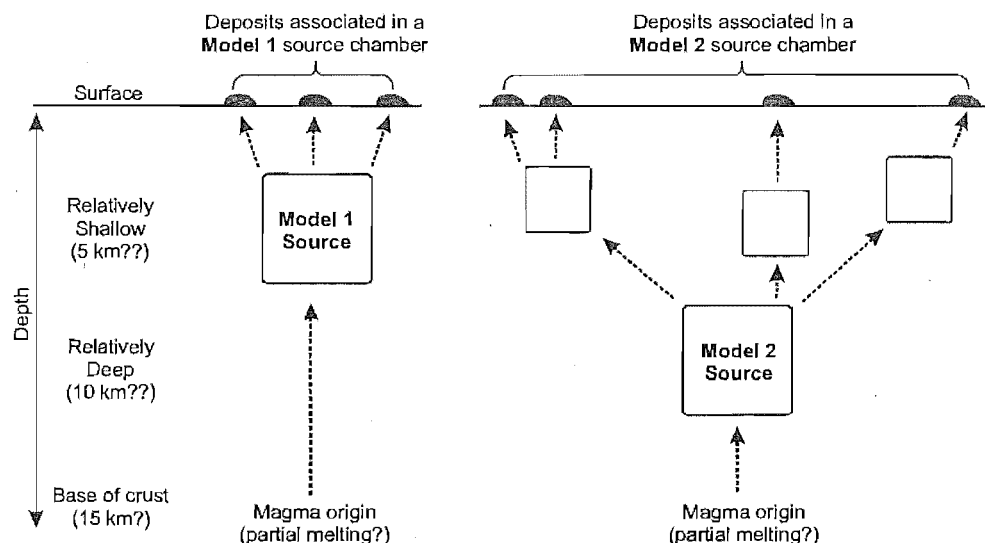 Deposits associated in a
Model 1 source chamber
Deposits associated in a
Model 2 source chamber
Surface
Depth
Relatively
Shallow
(5 km??)
Model 1
Source
Relatively
Deep
(10 km??)
Model 2
Source
Base of crust
(15 km?)
Magma origin
(partial melting?)
Magma origin
(partial melting?)